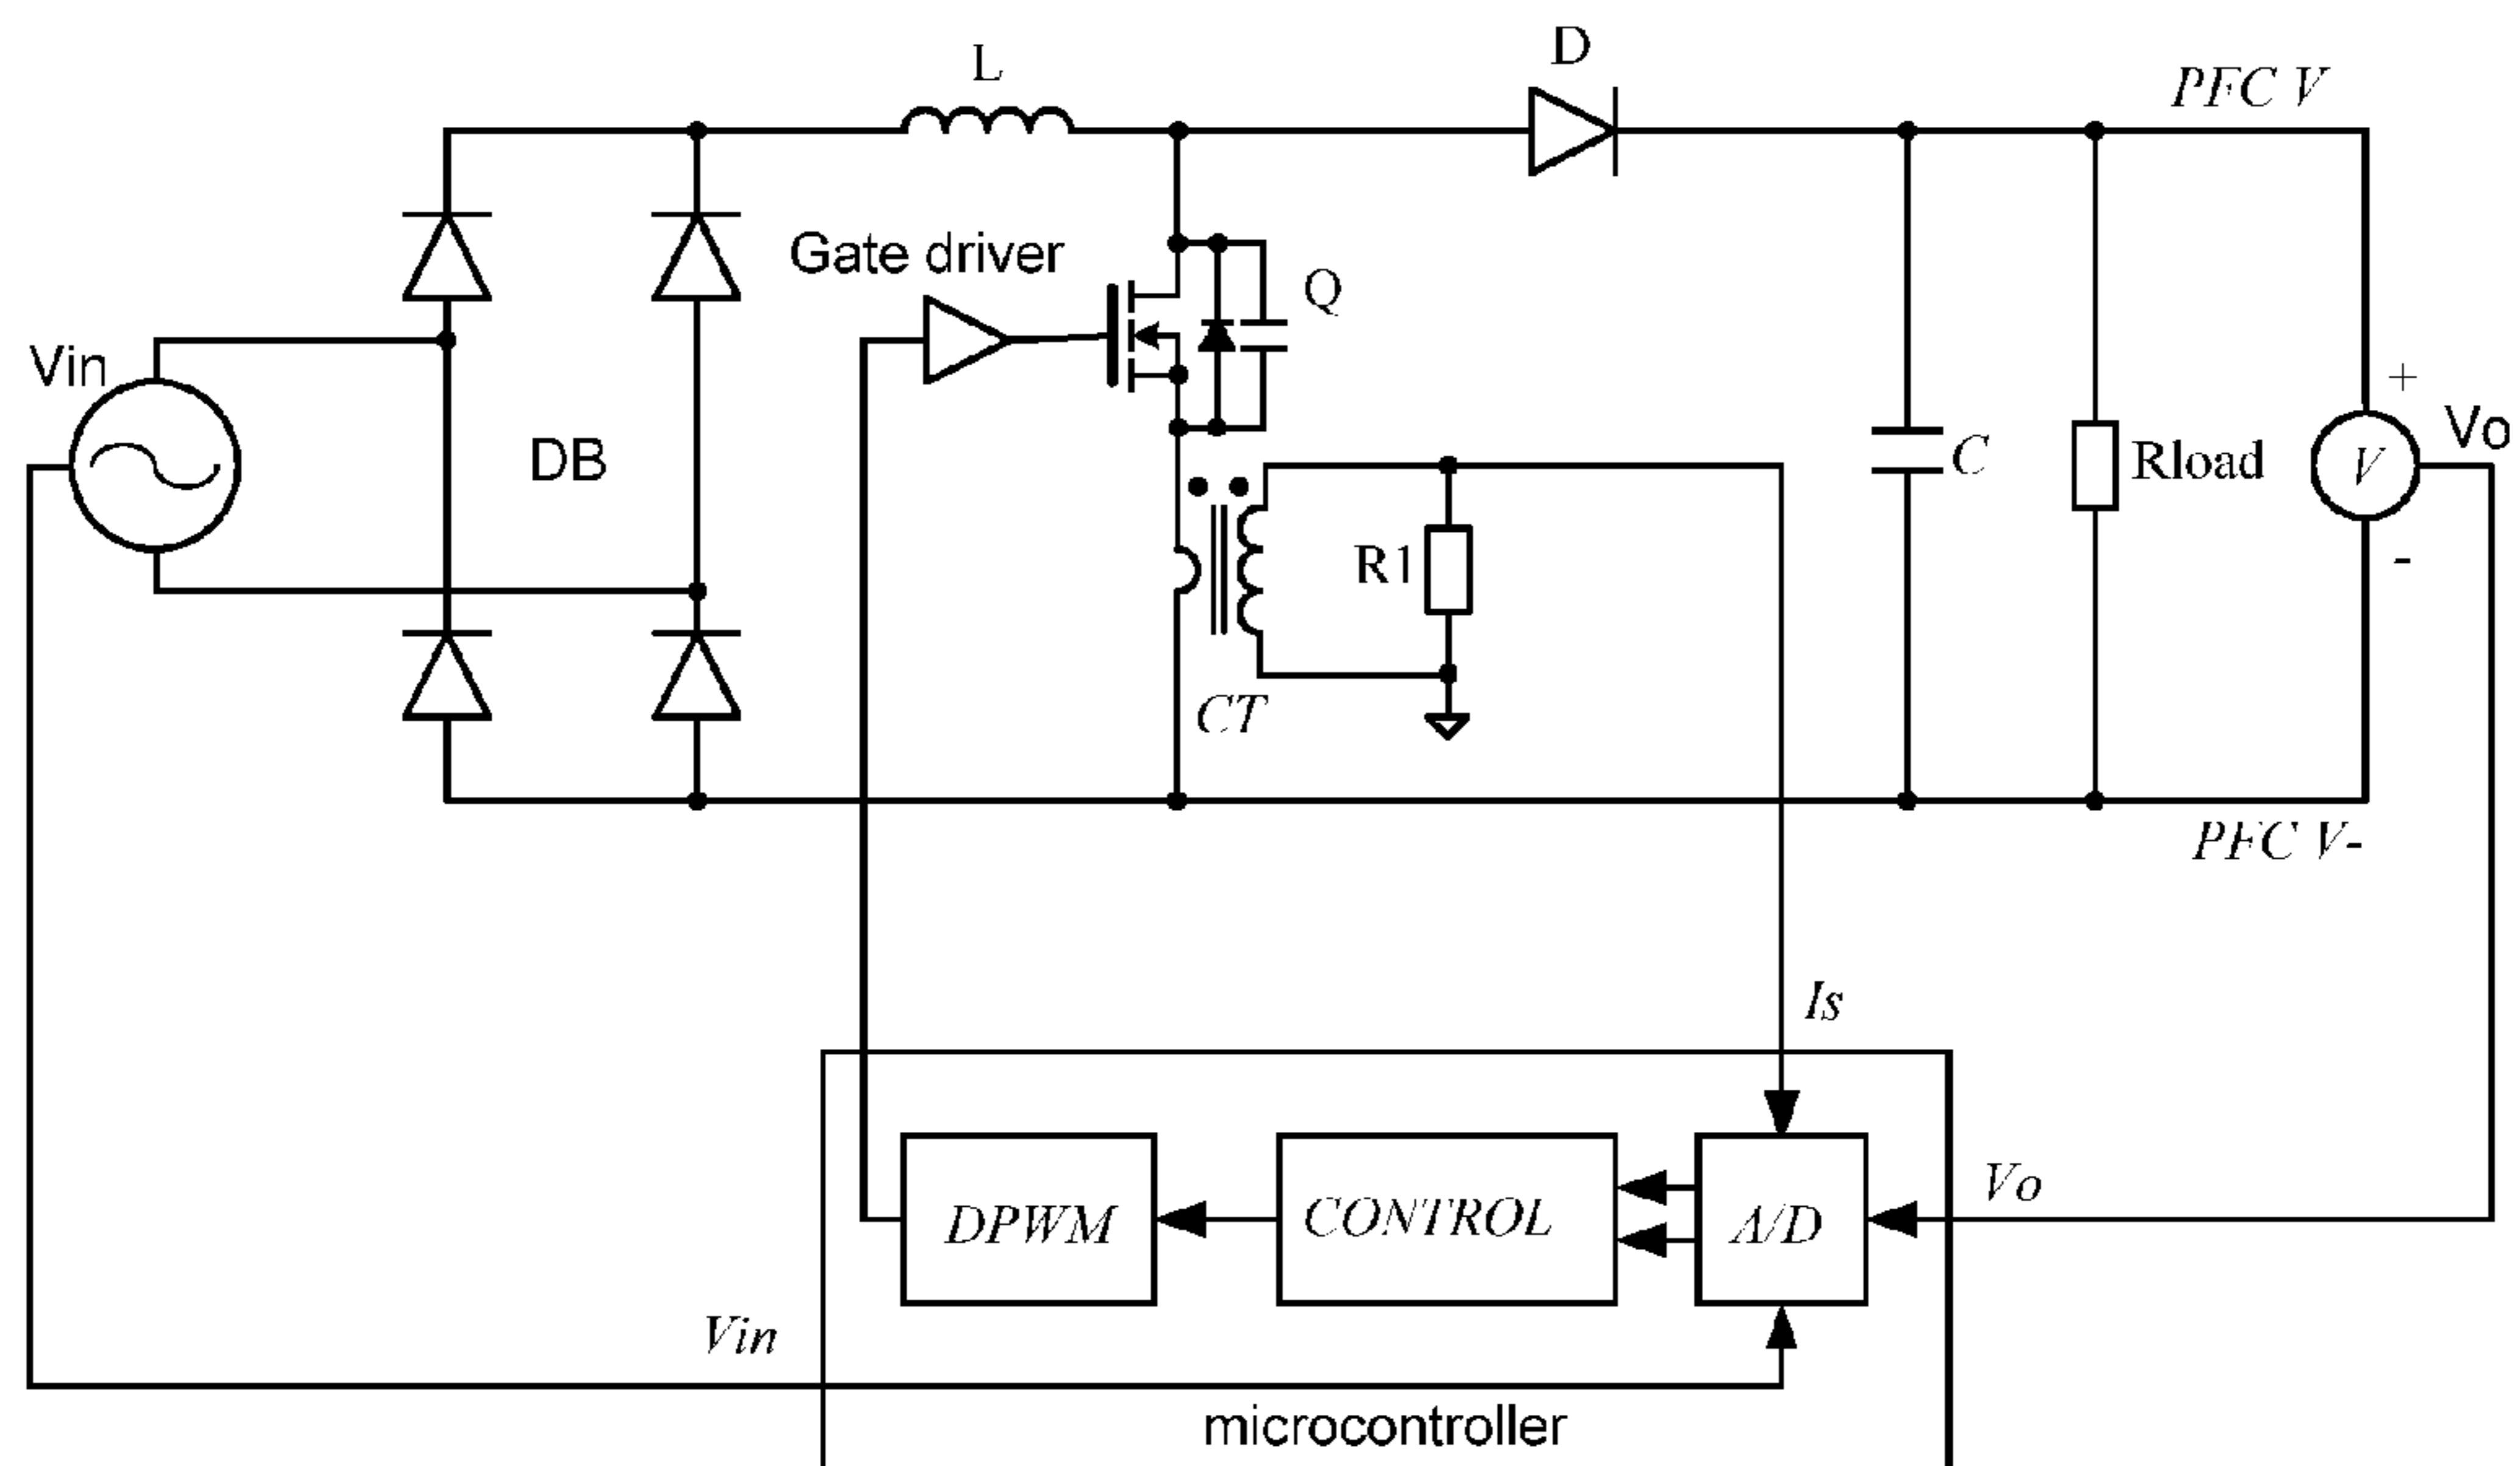 L
D
PFC V
Gate driver
Q
Vin
+
Vo
DB
C
Rload
V
R1
-
CT
PFC V-
Is
DPWM
CONTROL
A/D
Vo
Vin
microcontroller